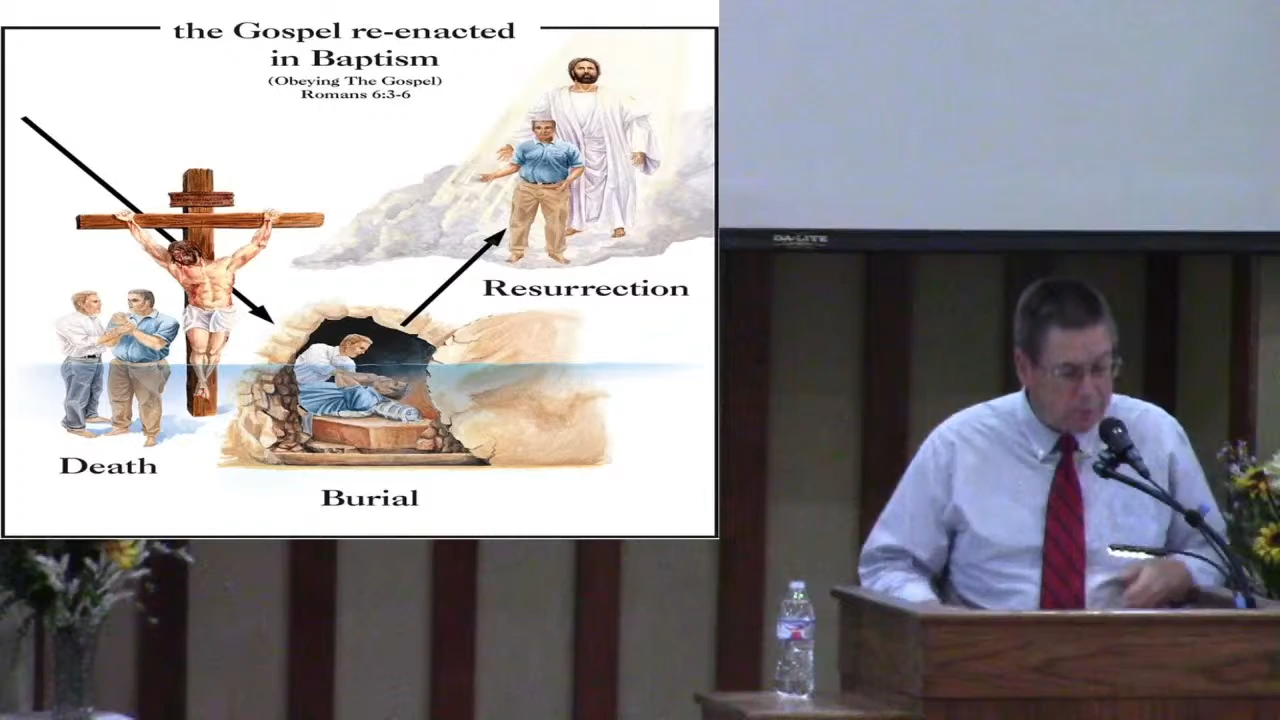 the Gospel re-enacted
in Baptism
(Obeying The Gospel)
Romans 6:3-6
Resurrection
Death
Burial
DA-LITE